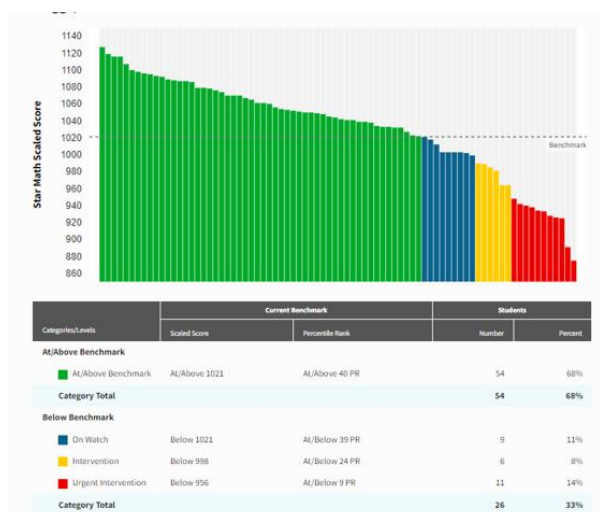 1140
1120
1100
1080
1060
1040
1020
1000
980
960
940
920
900
880
860
Star Math Scaled Score
Benchmark
Current Benchmark Students
Categories/Levels Scaled Score Percentile Rank Number Percent
At/Above Benchmark
At/Above Benchmark At/Above 1021 At/Above 40 PR 54 68%
Category Total 54 68%
Below Benchmark
On Watch Below 1021 At/Below 39 PR 9 11%
Intervention Below 998 At/Below 24 PR 6 8%
Urgent Intervention Below 956 At/Below 9 PR 11 14%
Category Total 26 33%